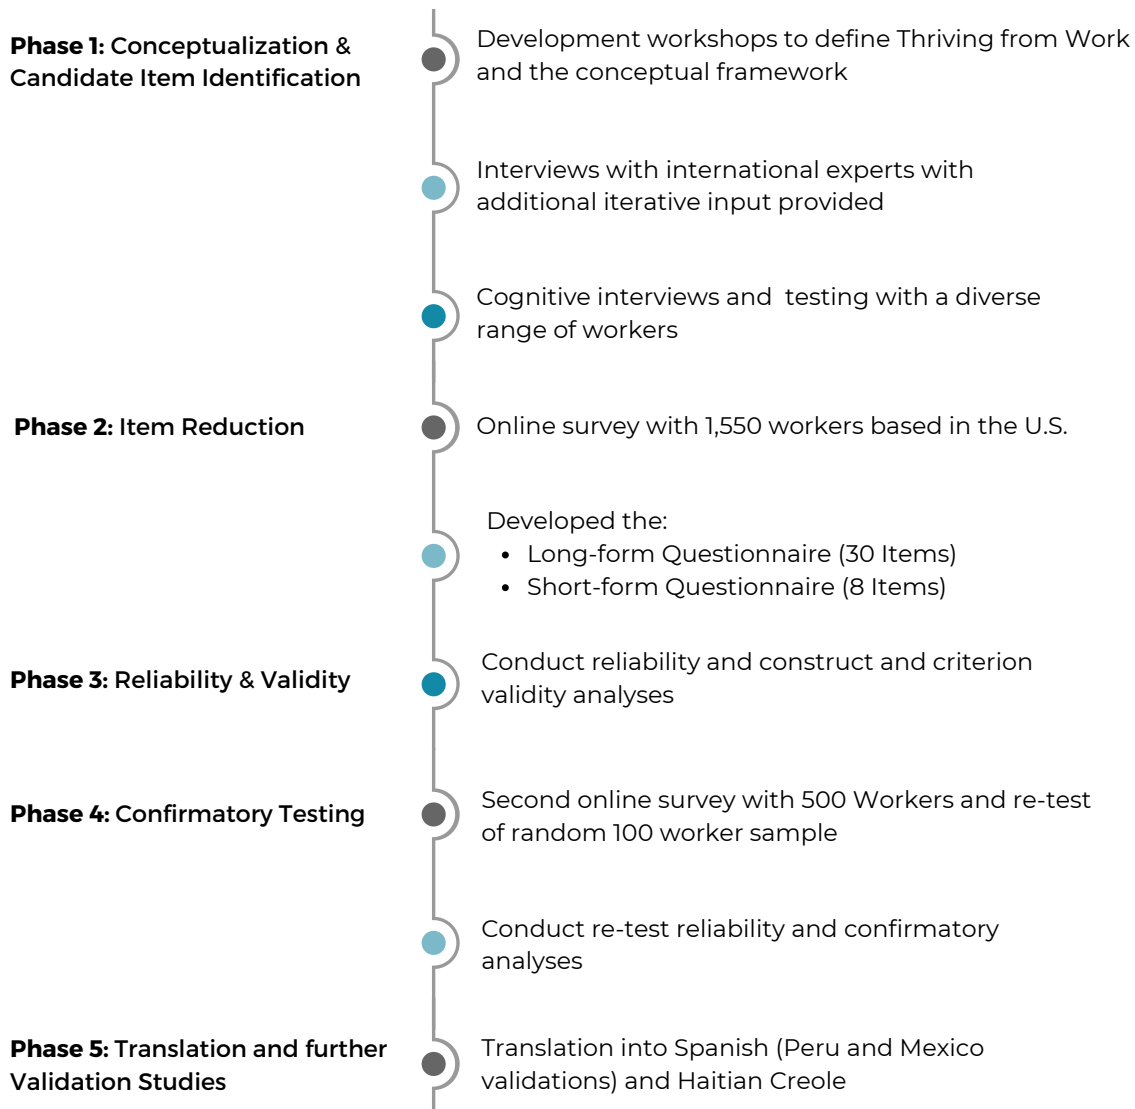 Phase 1: Conceptualization &
Candidate Item Identification
Development workshops to define Thriving from Work
and the conceptual framework
Interviews with international experts with
additional iterative input provided
Cognitive interviews and  testing with a diverse
range of workers
Phase 2: Item Reduction
Online survey with 1,550 workers based in the U.S.
Developed the:
• Long-form Questionnaire (30 Items)
• Short-form Questionnaire (8 Items)
Phase 3: Reliability & Validity
Conduct reliability and construct and criterion
validity analyses
Phase 4: Confirmatory Testing
Second online survey with 500 Workers and re-test
of random 100 worker sample
Conduct re-test reliability and confirmatory
analyses
Phase 5: Translation and further
Validation Studies
Translation into Spanish (Peru and Mexico
validations) and Haitian Creole